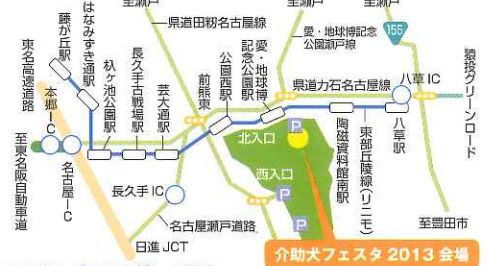 至瀬戸
至瀬戸
至瀬戸
藤が丘駅
はなみずき通駅
県道田籾名古屋線
愛・地球博記念
公園瀬戸線
155
東名高速道路
本郷IC
杁ヶ池公園駅
長久手古戦場駅
芸大通駅
前熊東
公園西駅
愛・地球博
記念公園駅
県道力石名古屋線
八草IC
猿投グリーンロード
至東名阪自動車道
名古屋IC
長久手IC
北入口
P
西入口
P
P
陶磁資料館南駅
東部丘陵線(リニモ)
八草駅
名古屋瀬戸道路
日進JCT
至豊田市
介助犬フェスタ 2013 会場